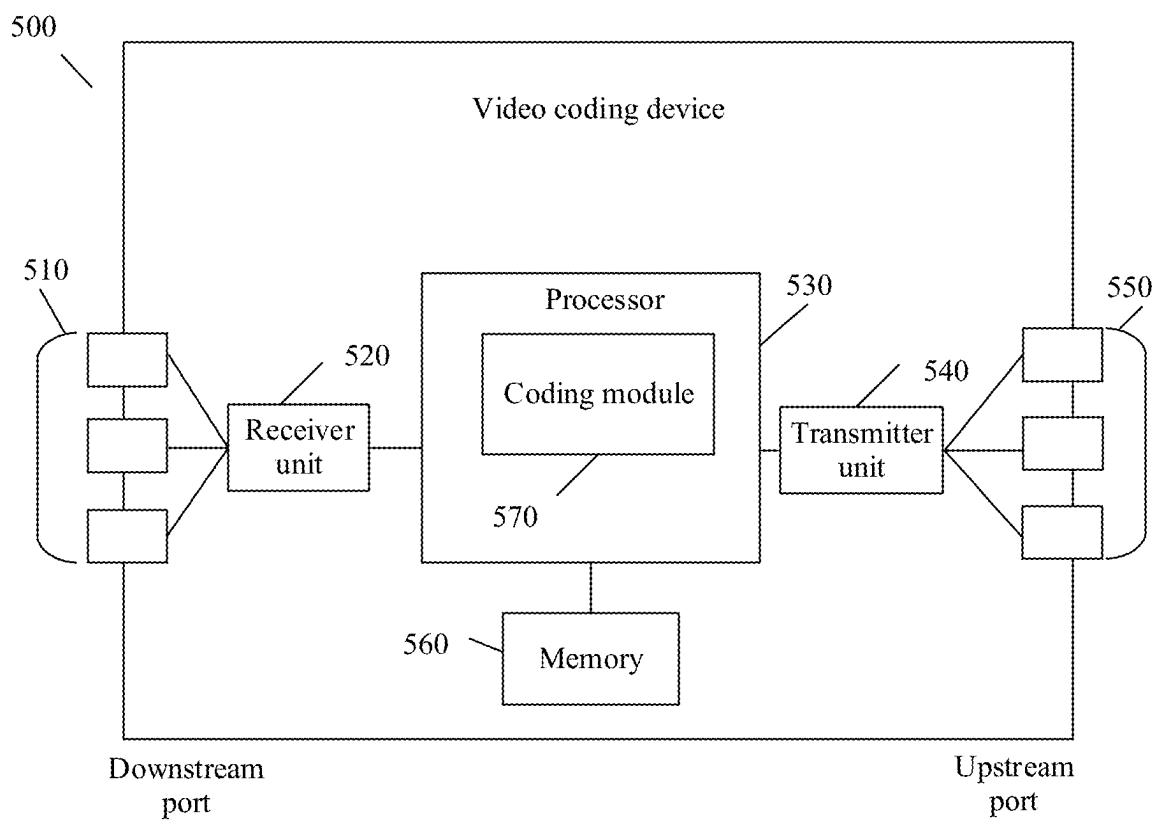 500
Video coding device
510
530
550
Processor
520
540
Coding module
Receiver
unit
Transmitter
unit
570
560
Memory
Downstream
port
Upstream
port